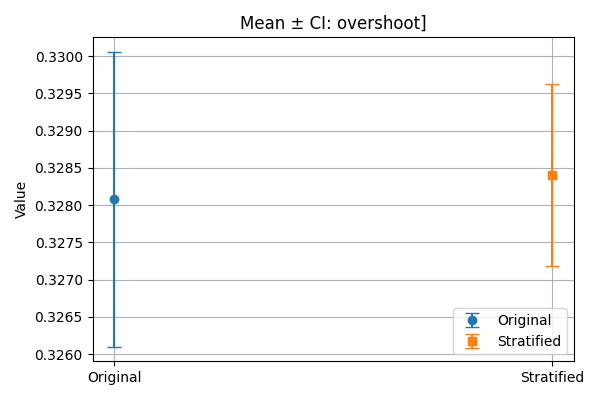 Mean ± CI: overshoot]
Value
0.3300
0.3295
0.3290
0.3285
0.3280
0.3275
0.3270
0.3265
0.3260
Original
Stratified
Original
Stratified